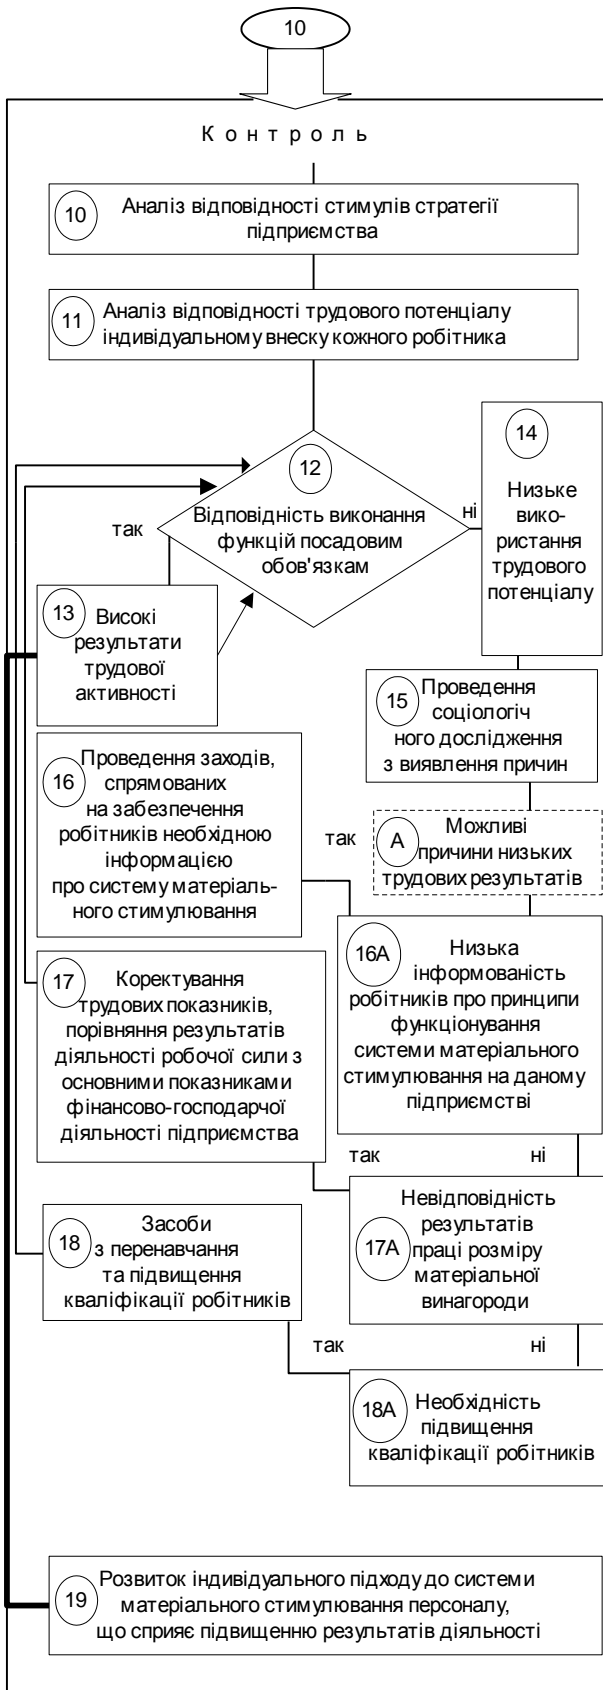 10
Контроль
10
Аналіз відповідності стимулів стратегії
підприємства
11
Аналіз відповідності трудового потенціалу
індивідуальному внеску кожного робітника
12
Відповідність виконання
функцій посадовим
обов'язкам
так
ні
14
Низьке
вико-
ристання
трудового
потенціалу
13
Високі
результати
трудової
активності
15
Проведення
соціологіч
ного дослідження
з виявлення причин
16
Проведення заходів,
спрямованих
на забезпечення
робітників необхідною
інформацією
про систему матеріаль-
ного стимулювання
так
А
Можливі
причини низьких
трудових результатів
16А
Низька
інформованість
робітників про принципи
функціонування
системи матеріального
стимулювання на даному
підприємстві
17
Коректування
трудових показників,
порівняння результатів
діяльності робочої сили з
основними показниками
фінансово-господарчої
діяльності підприємства
так
ні
17А
Невідповідність
результатів
праці розміру
матеріальної
винагороди
18
Засоби
з перенавчання
та підвищення
кваліфікації робітників
так
ні
18А
Необхідність
підвищення
кваліфікації робітників
19
Розвиток індивідуального підходу до системи
матеріального стимулювання персоналу,
що сприяє підвищенню результатів діяльності